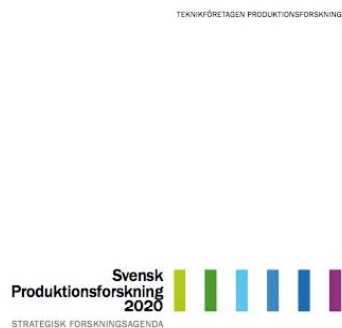 TEKNIKFÖRETAGEN PRODUKTIONSFORSKNING
Svensk
Produktionsforskning
2020
STRATEGISK FORSKNINGSAGENDA